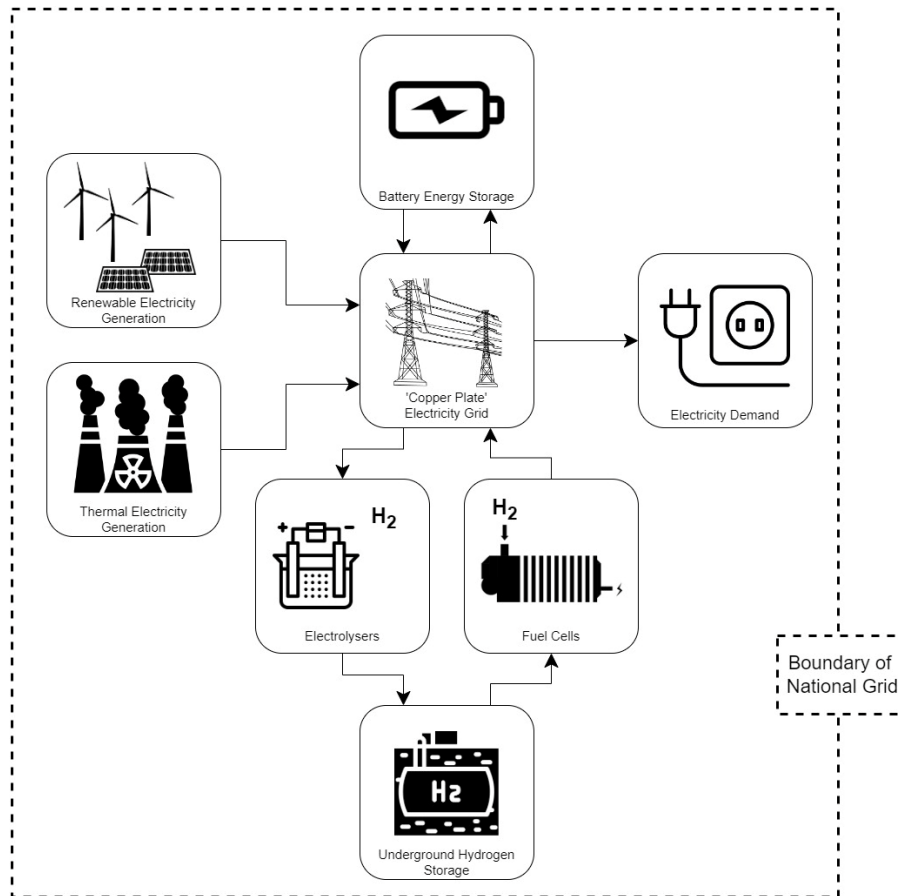 Battery Energy Storage
Renewable Electricity
Generation
'Copper Plate'
Electricity Grid
Electricity Demand
Thermal Electricity
Generation
+
-
H₂
Electrolysers
H₂
Fuel Cells
Boundary of
National Grid
H2
Underground Hydrogen
Storage